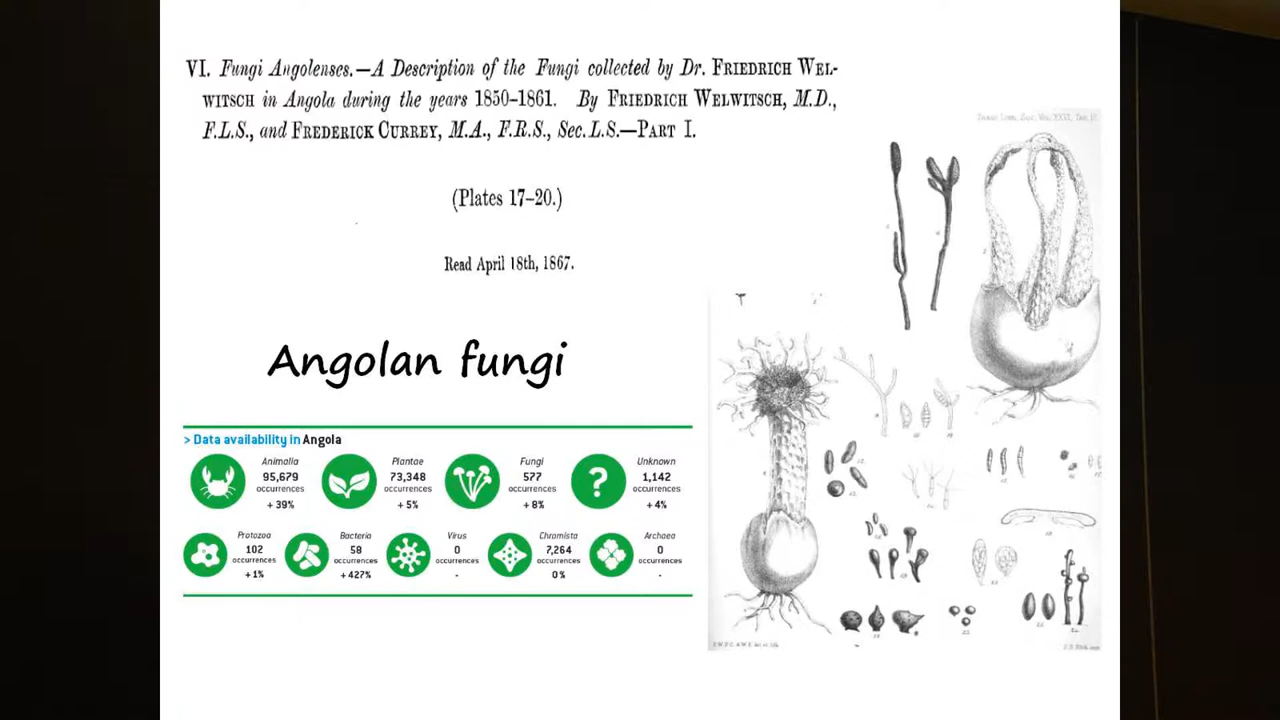 VI. Fungi Angolenses.—A Description of the Fungi collected by Dr. FRIEDRICH WEL-
WITSCH in Angola during the years 1850–1861. By FRIEDRICH WELWITSCH, M.D.,
F.L.S., and FREDERICK CURREY, M.A., F.R.S., Sec. L.S.—PART I.
(Plates 17–20.)
Read April 18th, 1867.
Angolan fungi
> Data availability in Angola
Animalia
95,679
occurrences
+ 39%
Plantae
73,348
occurrences
+ 5%
Fungi
577
occurrences
+ 8%
Unknown
1,142
occurrences
+ 4%
Protozoa
102
occurrences
+ 1%
Bacteria
58
occurrences
+ 427%
Virus
0
occurrences
-
Chromista
7,264
occurrences
0%
Archaea
0
occurrences
-